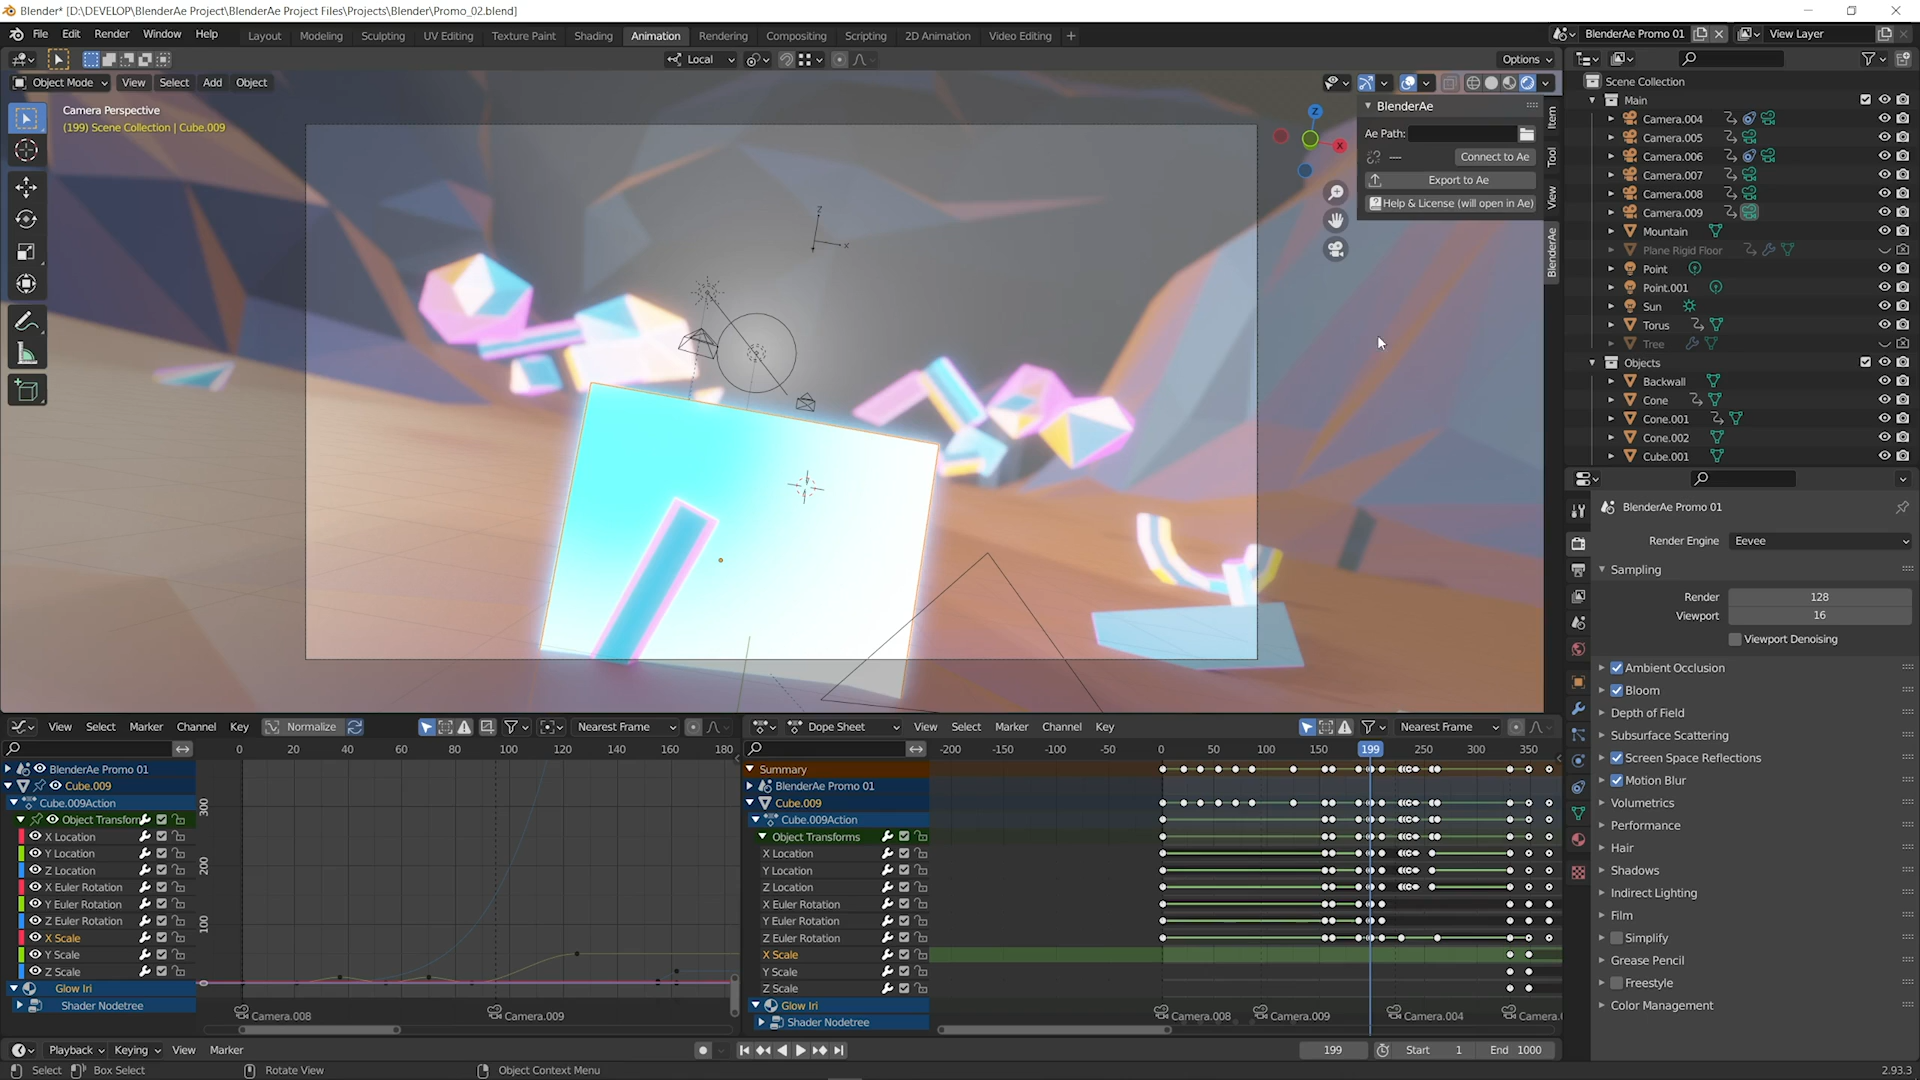 Blender* [D:\DEVELOP\BlenderAe Project\BlenderAe Project Files\Projects\Blender\Promo_02.blend]
File Edit Render Window Help Layout Modeling Sculpting UV Editing Texture Paint Shading Animation Rendering Compositing Scripting 2D Animation Video Editing + BlenderAe Promo 01 View Layer
Local Options
Object Mode View Select Add Object
Camera Perspective
(199) Scene Collection | Cube.009
BlenderAe
Ae Path:
---- Connect to Ae
Export to Ae
Help & License (will open in Ae)
Item
Tool
View
BlenderAe
Z
X
Scene Collection
Main
Camera.004
Camera.005
Camera.006
Camera.007
Camera.008
Camera.009
Mountain
Plane Rigid Floor
Point
Point.001
Sun
Torus
Tree
Objects
Backwall
Cone
Cone.001
Cone.002
Cube.001
BlenderAe Promo 01
Render Engine Eevee
Sampling
Render 128
Viewport 16
Viewport Denoising
Ambient Occlusion
Bloom
Depth of Field
Subsurface Scattering
Screen Space Reflections
Motion Blur
Volumetrics
Performance
Hair
Shadows
Indirect Lighting
Film
Simplify
Grease Pencil
Freestyle
Color Management
View Select Marker Channel Key Normalize Nearest Frame
0 20 40 60 80 100 120 140 160 180
BlenderAe Promo 01
Cube.009
Cube.009Action
Object Transform
X Location
Y Location
Z Location
X Euler Rotation
Y Euler Rotation
Z Euler Rotation
X Scale
Y Scale
Z Scale
Glow Iri
Shader Nodetree
300
200
100
0
Camera.008 Camera.009
Dope Sheet View Select Marker Channel Key Nearest Frame
-200 -150 -100 -50 0 50 100 150 199 250 300 350
Summary
BlenderAe Promo 01
Cube.009
Cube.009Action
Object Transforms
X Location
Y Location
Z Location
X Euler Rotation
Y Euler Rotation
Z Euler Rotation
X Scale
Y Scale
Z Scale
Glow Iri
Shader Nodetree
Camera.008 Camera.009 Camera.004 Camera.
Playback Keying View Marker 199 Start 1 End 1000
Select Box Select Rotate View Object Context Menu 2.93.3